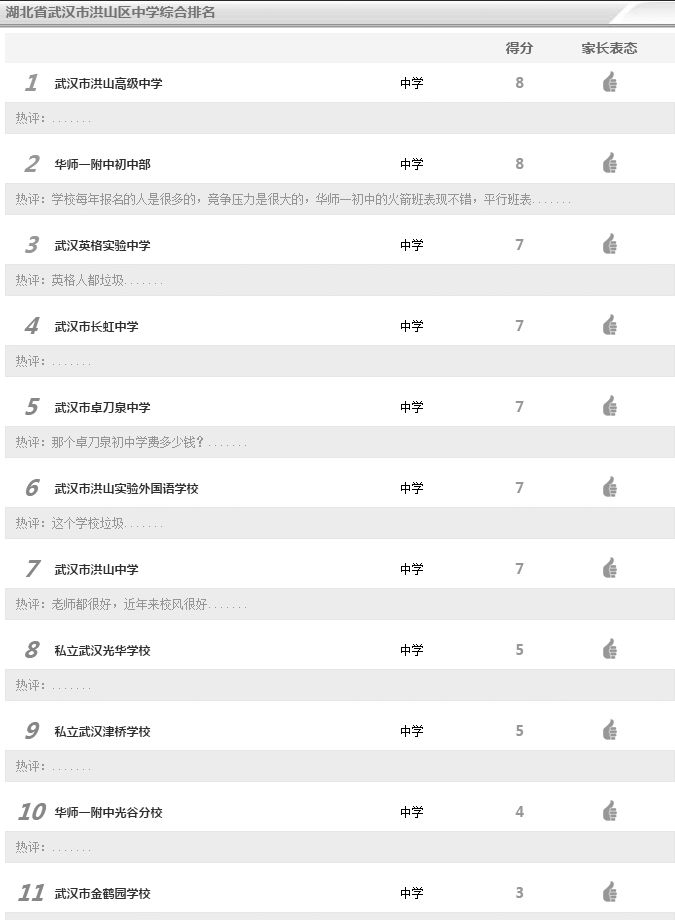 湖北省武汉市洪山区中学综合排名
得分 家长表态
1 武汉市洪山高级中学 中学 8
热评：.......
2 华师一附中初中部 中学 8
热评：学校每年报名的人是很多的，竟争压力是很大的，华师一初中的火箭班表现不错，平行班表.......
3 武汉英格实验中学 中学 7
热评：英格人都垃圾.......
4 武汉市长虹中学 中学 7
热评：.......
5 武汉市卓刀泉中学 中学 7
热评：那个卓刀泉初中学费多少钱？.......
6 武汉市洪山实验外国语学校 中学 7
热评：这个学校垃圾.......
7 武汉市洪山中学 中学 7
热评：老师都很好，近年来校风很好.......
8 私立武汉光华学校 中学 5
热评：.......
9 私立武汉津桥学校 中学 5
热评：.......
10 华师一附中光谷分校 中学 4
热评：.......
11 武汉市金鹤园学校 中学 3